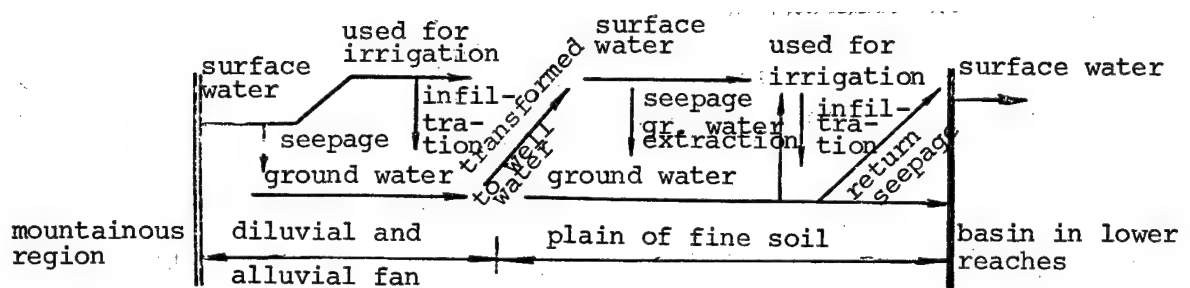 used for
irrigation
surface
water
seepage
infil-
tra-
tion
ground water
transformed
to well
water
surface
water
seepage
gr. water
extraction
ground water
used for
irrigation
infil-
tra-
tion
return
seepage
surface water
mountainous
region
diluvial and
alluvial fan
plain of fine soil
basin in lower
reaches